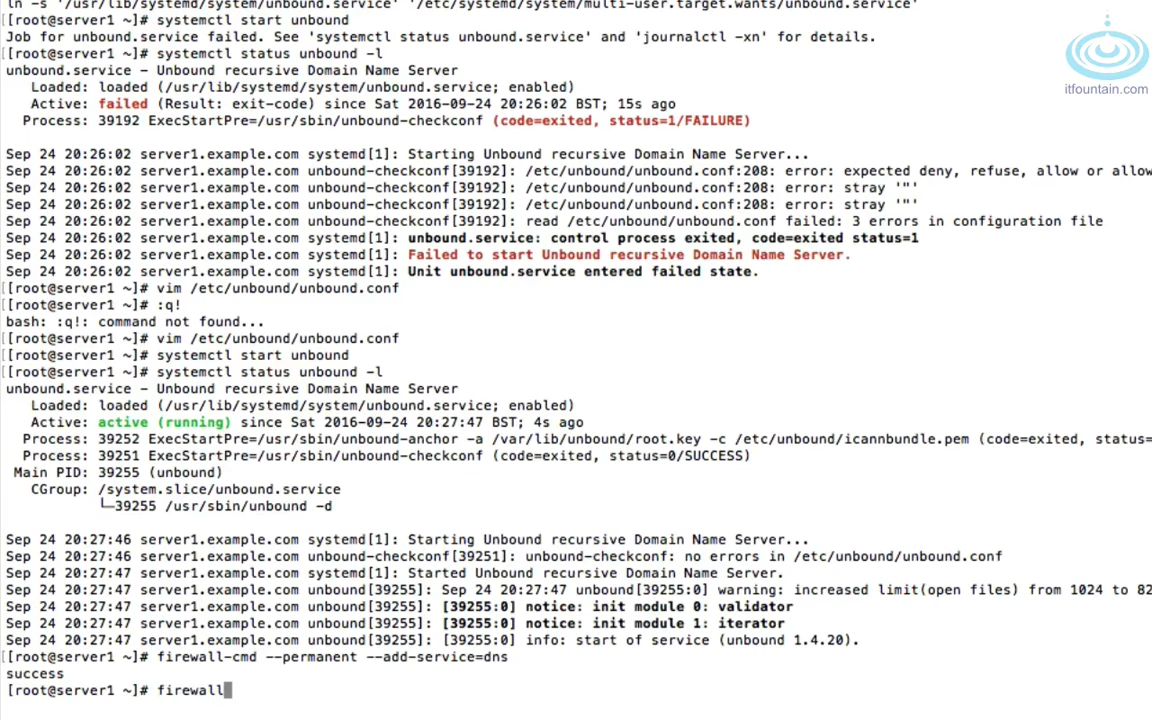 ln -s '/usr/lib/systemd/system/unbound.service' '/etc/systemd/system/multi-user.target.wants/unbound.service'
[[root@server1 ~]# systemctl start unbound
Job for unbound.service failed. See 'systemctl status unbound.service' and 'journalctl -xn' for details.
[[root@server1 ~]# systemctl status unbound -l
unbound.service - Unbound recursive Domain Name Server
   Loaded: loaded (/usr/lib/systemd/system/unbound.service; enabled)
   Active: failed (Result: exit-code) since Sat 2016-09-24 20:26:02 BST; 15s ago
  Process: 39192 ExecStartPre=/usr/sbin/unbound-checkconf (code=exited, status=1/FAILURE)
itfountain.com
Sep 24 20:26:02 server1.example.com systemd[1]: Starting Unbound recursive Domain Name Server...
Sep 24 20:26:02 server1.example.com unbound-checkconf[39192]: /etc/unbound/unbound.conf:208: error: expected deny, refuse, allow or allow
Sep 24 20:26:02 server1.example.com unbound-checkconf[39192]: /etc/unbound/unbound.conf:208: error: stray '"'
Sep 24 20:26:02 server1.example.com unbound-checkconf[39192]: /etc/unbound/unbound.conf:208: error: stray '"'
Sep 24 20:26:02 server1.example.com unbound-checkconf[39192]: read /etc/unbound/unbound.conf failed: 3 errors in configuration file
Sep 24 20:26:02 server1.example.com systemd[1]: unbound.service: control process exited, code=exited status=1
Sep 24 20:26:02 server1.example.com systemd[1]: Failed to start Unbound recursive Domain Name Server.
Sep 24 20:26:02 server1.example.com systemd[1]: Unit unbound.service entered failed state.
[[root@server1 ~]# vim /etc/unbound/unbound.conf
[[root@server1 ~]# :q!
bash: :q!: command not found...
[[root@server1 ~]# vim /etc/unbound/unbound.conf
[[root@server1 ~]# systemctl start unbound
[[root@server1 ~]# systemctl status unbound -l
unbound.service - Unbound recursive Domain Name Server
   Loaded: loaded (/usr/lib/systemd/system/unbound.service; enabled)
   Active: active (running) since Sat 2016-09-24 20:27:47 BST; 4s ago
  Process: 39252 ExecStartPre=/usr/sbin/unbound-anchor -a /var/lib/unbound/root.key -c /etc/unbound/icannbundle.pem (code=exited, status=
  Process: 39251 ExecStartPre=/usr/sbin/unbound-checkconf (code=exited, status=0/SUCCESS)
 Main PID: 39255 (unbound)
   CGroup: /system.slice/unbound.service
           └─39255 /usr/sbin/unbound -d
Sep 24 20:27:46 server1.example.com systemd[1]: Starting Unbound recursive Domain Name Server...
Sep 24 20:27:46 server1.example.com unbound-checkconf[39251]: unbound-checkconf: no errors in /etc/unbound/unbound.conf
Sep 24 20:27:47 server1.example.com systemd[1]: Started Unbound recursive Domain Name Server.
Sep 24 20:27:47 server1.example.com unbound[39255]: Sep 24 20:27:47 unbound[39255:0] warning: increased limit(open files) from 1024 to 82
Sep 24 20:27:47 server1.example.com unbound[39255]: [39255:0] notice: init module 0: validator
Sep 24 20:27:47 server1.example.com unbound[39255]: [39255:0] notice: init module 1: iterator
Sep 24 20:27:47 server1.example.com unbound[39255]: [39255:0] info: start of service (unbound 1.4.20).
[[root@server1 ~]# firewall-cmd --permanent --add-service=dns
success
[root@server1 ~]# firewall